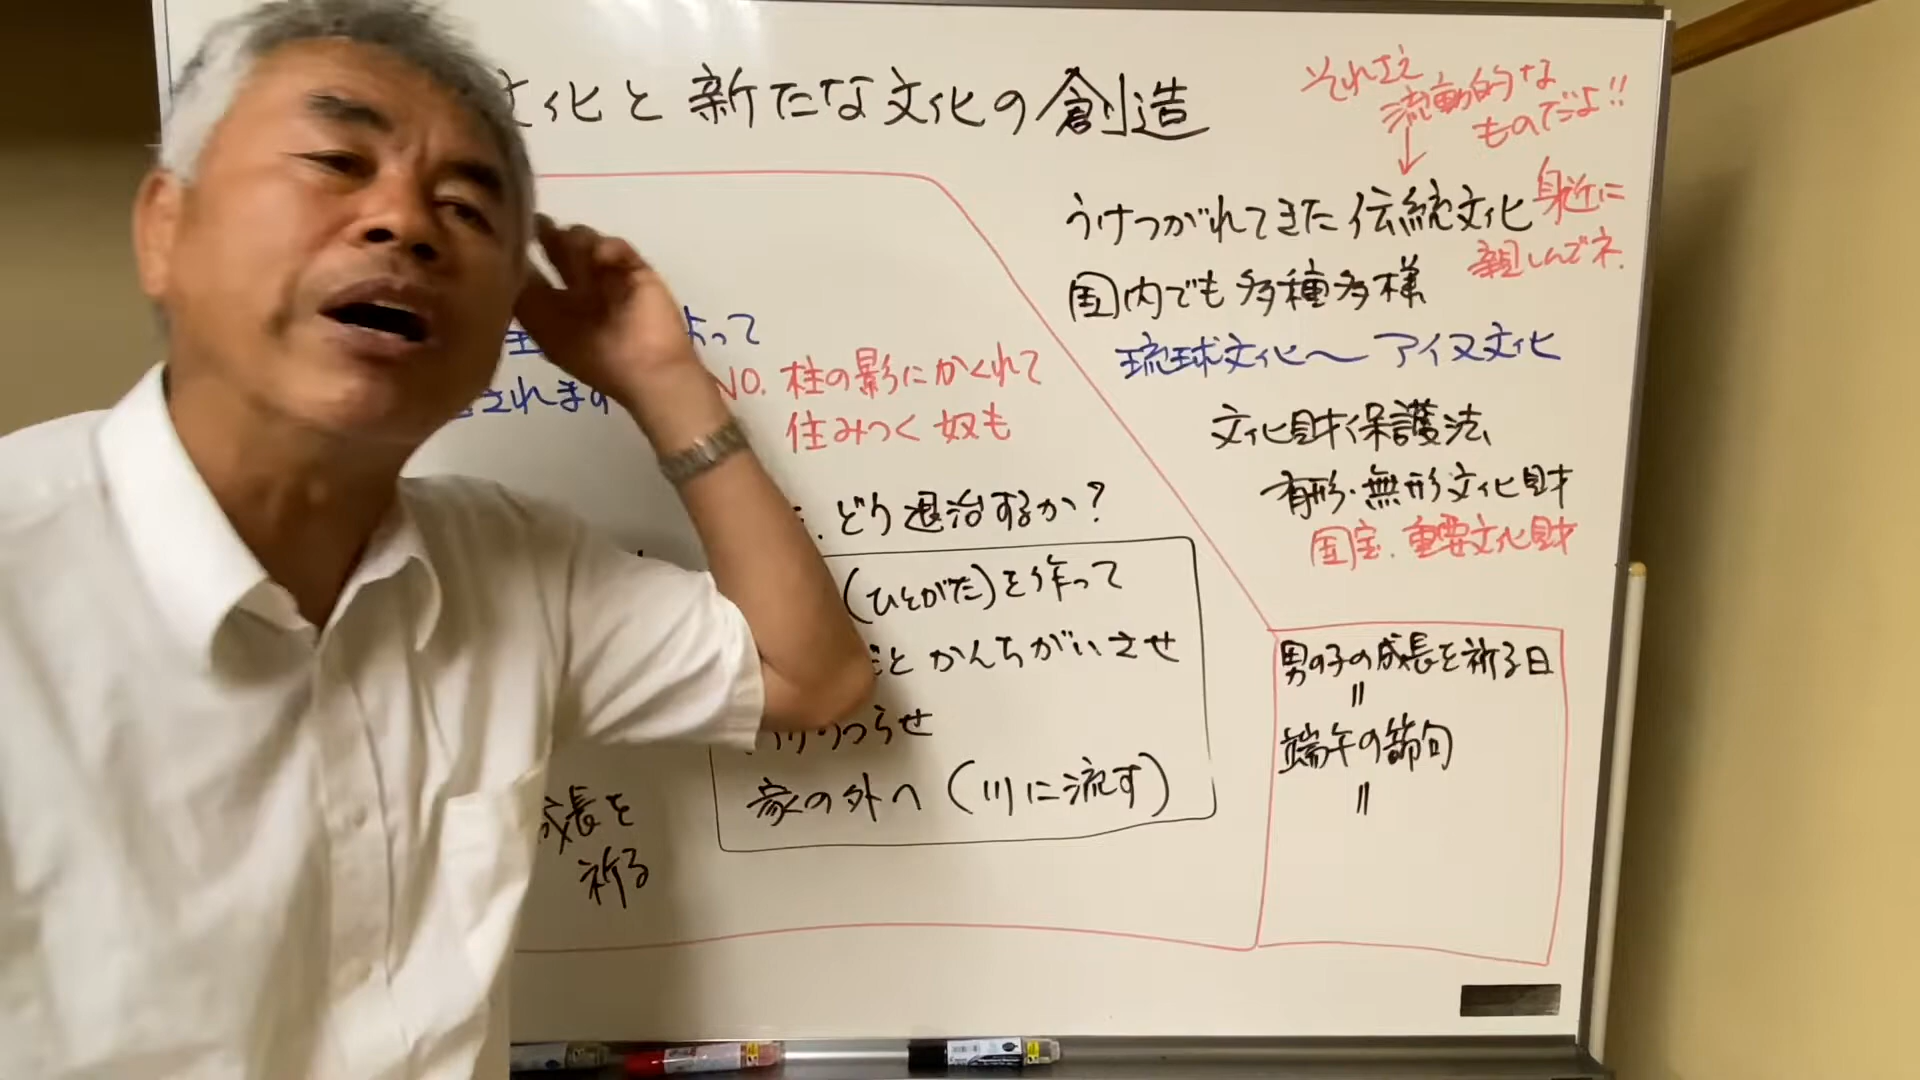 文化と新たな文化の創造
それさえ
流動的な
ものだよ!!
↓
うけつがれてきた伝統文化
身近に
親しんでネ.
国内でも多種多様
琉球文化〜アイヌ文化
文化財保護法
有形・無形文化財
国宝.重要文化財
よって
されます
NO. 柱の影にかくれて
住みつく奴も
どう退治するか?
(ひとがた)を作って
とかんちがいさせ
つらせ
家の外へ(川に流す)
成長を
祈る
男の子の成長を祈る日
〃
端午の節句
〃